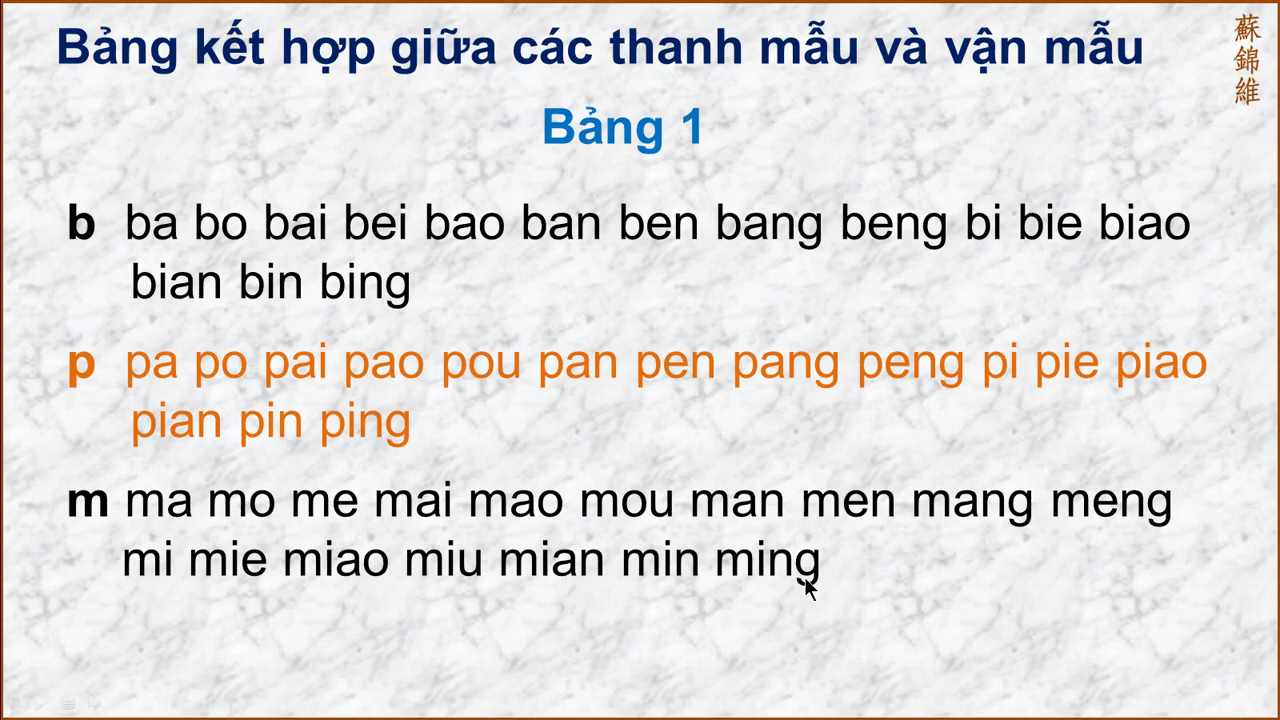 Bảng kết hợp giữa các thanh mẫu và vận mẫu
蘇錦維
Bảng 1
b ba bo bai bei bao ban ben bang beng bi bie biao
bian bin bing
p pa po pai pao pou pan pen pang peng pi pie piao
pian pin ping
m ma mo me mai mao mou man men mang meng
mi mie miao miu mian min ming